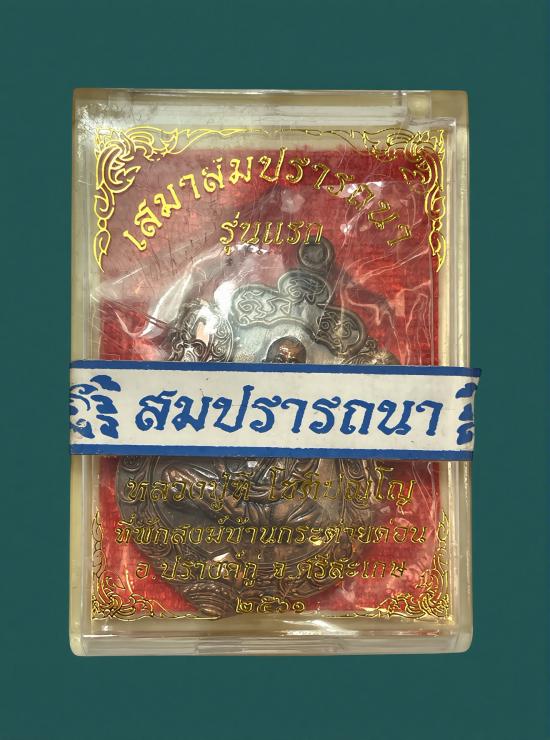 เสมาสมปรารถนา
รุ่นแรก
สมปรารถนา
หลวงปู่ที โชติปญฺโญ
ที่พักสงฆ์บ้านกระต่ายด่อน
อ.ปรางค์กู่ จ.ศรีสะเกษ
๒๕๖๑